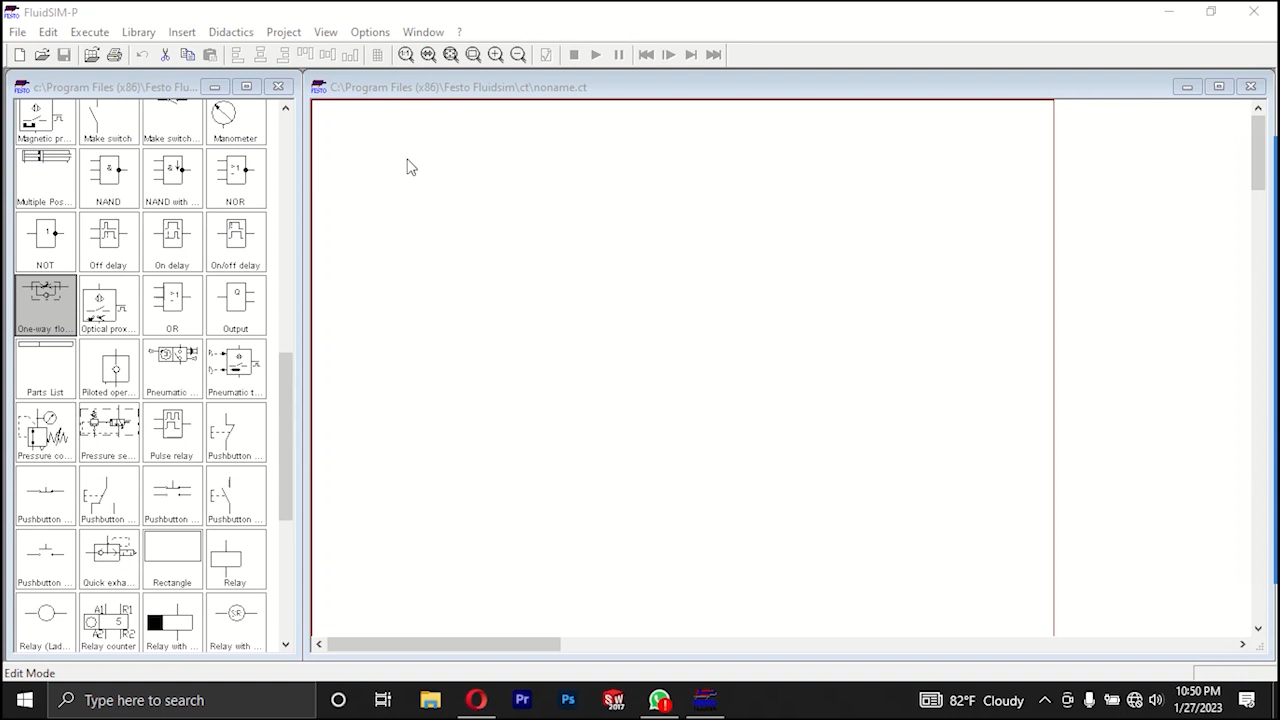 FluidSIM-P
File Edit Execute Library Insert Didactics Project View Options Window ?
c:\Program Files (x86)\Festo Flu...
C:\Program Files (x86)\Festo Fluidsim\ct\noname.ct
Magnetic pr... Make switch Make switch... Manometer
Multiple Pos... NAND NAND with ... NOR
NOT Off delay On delay On/off delay
One-way flo... Optical prox... OR Output
Parts List Piloted oper... Pneumatic ... Pneumatic t...
Pressure co... Pressure se... Pulse relay Pushbutton ...
Pushbutton ... Pushbutton ... Pushbutton ... Pushbutton ...
Pushbutton ... Quick exha... Rectangle Relay
Relay (Lad... Relay counter Relay with ... Relay with ...
Edit Mode
Type here to search
82°F Cloudy
10:50 PM
1/27/2023